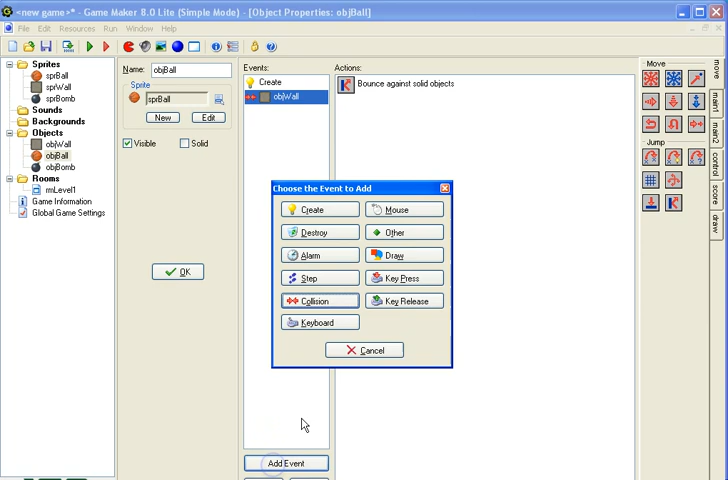 <new game>* - Game Maker 8.0 Lite (Simple Mode) - [Object Properties: objBall]
File Edit Resources Run Window Help
Sprites
sprBall
sprWall
sprBomb
Sounds
Backgrounds
Objects
objWall
objBall
objBomb
Rooms
rmLevel1
Game Information
Global Game Settings
Name: objBall
Sprite
sprBall
New Edit
Visible Solid
OK
Events:
Create
objWall
Add Event
Actions:
Bounce against solid objects
Choose the Event to Add
Create Mouse
Destroy Other
Alarm Draw
Step Key Press
Collision Key Release
Keyboard
Cancel
Move
Jump
move
main1
main2
control
score
draw